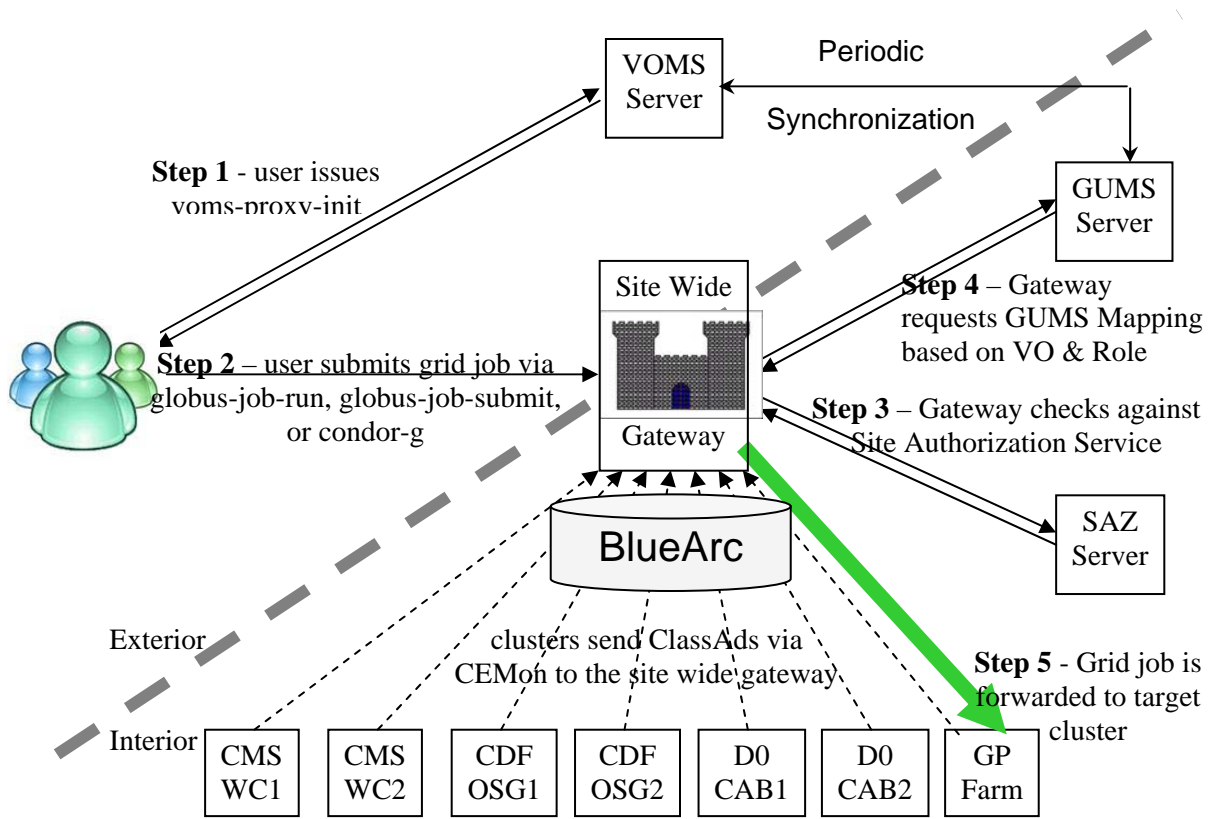 VOMS
Server
Periodic
Synchronization
Step 1 - user issues
voms-proxy-init
GUMS
Server
Site Wide
Gateway
Step 4 – Gateway
requests GUMS Mapping
based on VO & Role
Step 2 – user submits grid job via
globus-job-run, globus-job-submit,
or condor-g
Step 3 – Gateway checks against
Site Authorization Service
SAZ
Server
BlueArc
Exterior
clusters send ClassAds via
CEMon to the site wide gateway
Step 5 - Grid job is
forwarded to target
cluster
Interior
CMS
WC1
CMS
WC2
CDF
OSG1
CDF
OSG2
D0
CAB1
D0
CAB2
GP
Farm